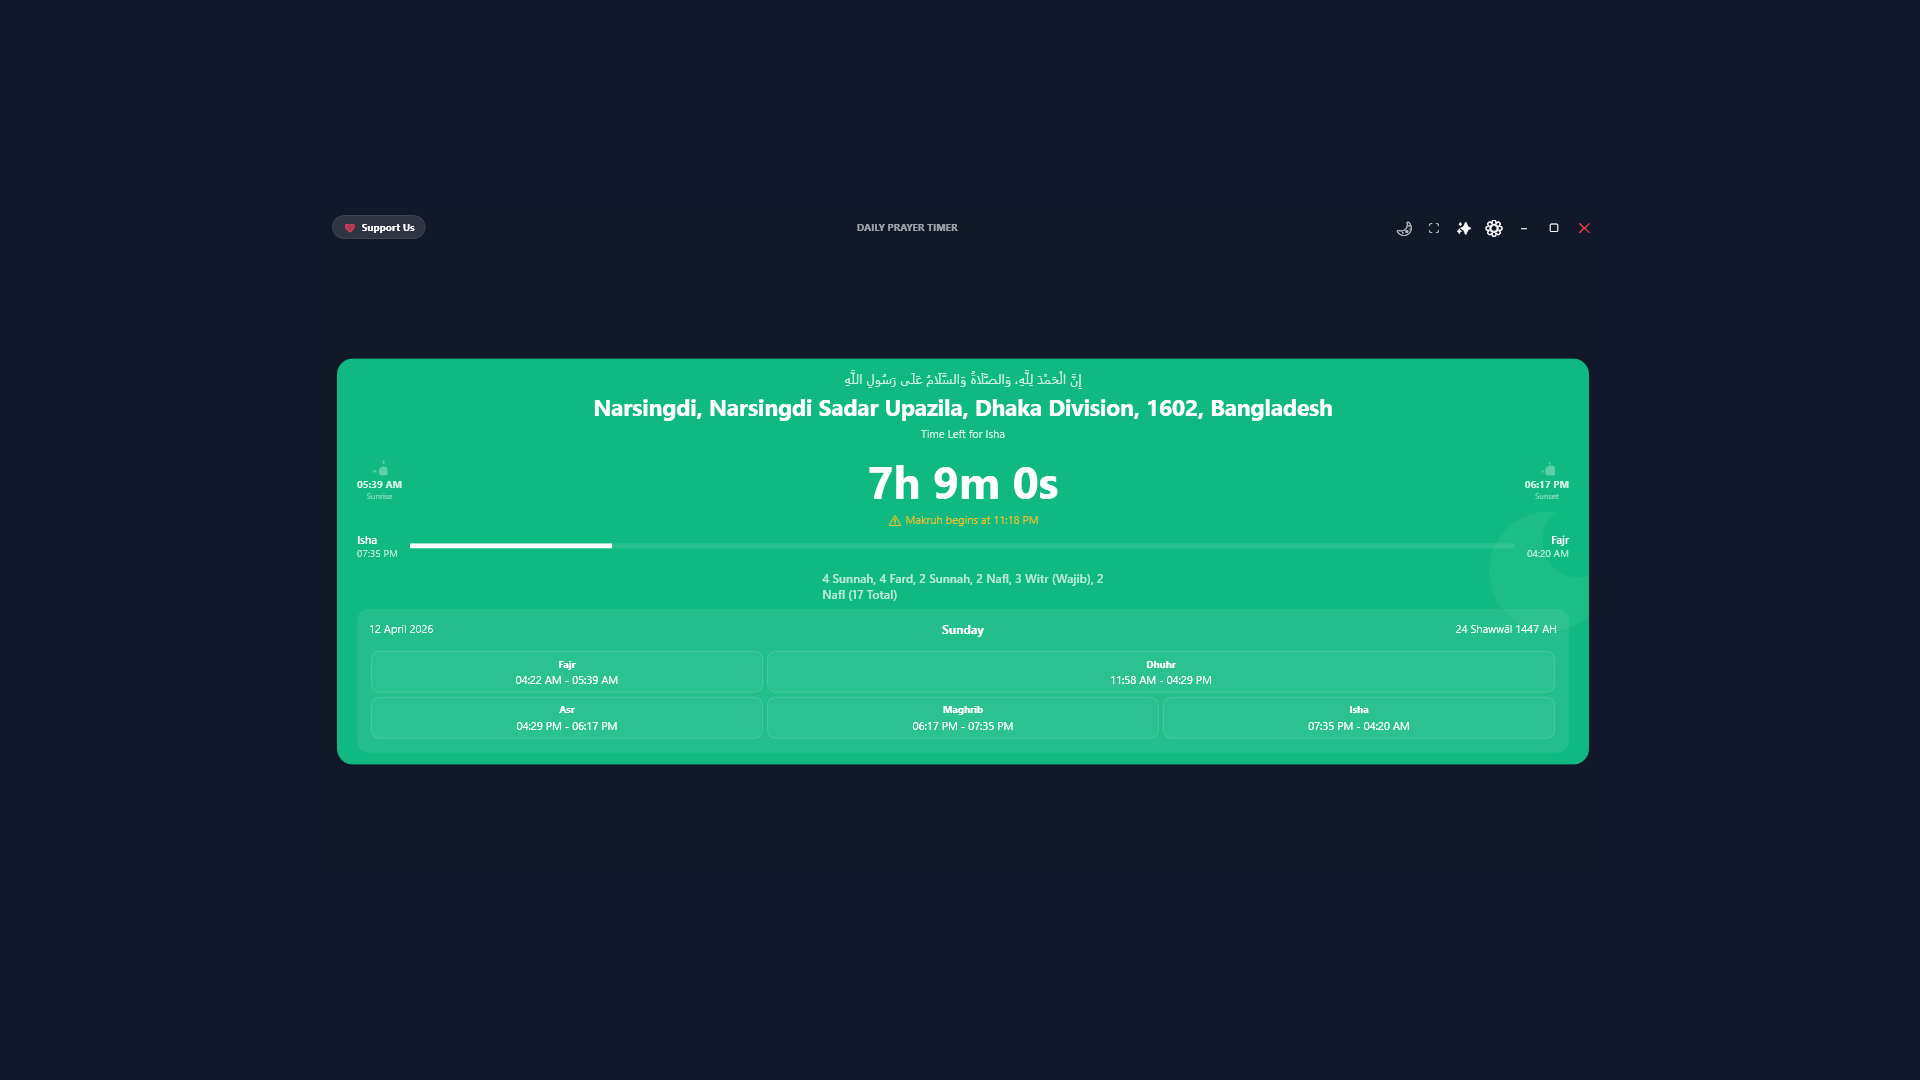 Support Us
DAILY PRAYER TIMER
إِنَّ الْحَمْدَ لِلَّهِ، وَالصَّلَاةُ وَالسَّلَامُ عَلَى رَسُولِ اللَّهِ
Narsingdi, Narsingdi Sadar Upazila, Dhaka Division, 1602, Bangladesh
Time Left for Isha
05:39 AM
Sunrise
7h 9m 0s
06:17 PM
Sunset
Makruh begins at 11:18 PM
Isha
07:35 PM
Fajr
04:20 AM
4 Sunnah, 4 Fard, 2 Sunnah, 2 Nafl, 3 Witr (Wajib), 2
Nafl (17 Total)
12 April 2026
Sunday
24 Shawwāl 1447 AH
Fajr
04:22 AM - 05:39 AM
Dhuhr
11:58 AM - 04:29 PM
Asr
04:29 PM - 06:17 PM
Maghrib
06:17 PM - 07:35 PM
Isha
07:35 PM - 04:20 AM